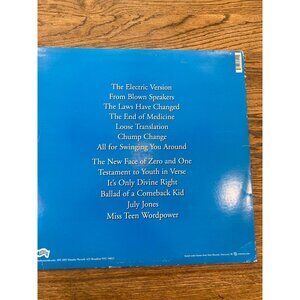 The Electric Version
From Blown Speakers
The Laws Have Changed
The End of Medicine
Loose Translation
Chump Change
All for Swinging You Around
The New Face of Zero and One
Testament to Youth in Verse
It's Only Divine Right
Ballad of a Comeback Kid
July Jones
Miss Teen Wordpower